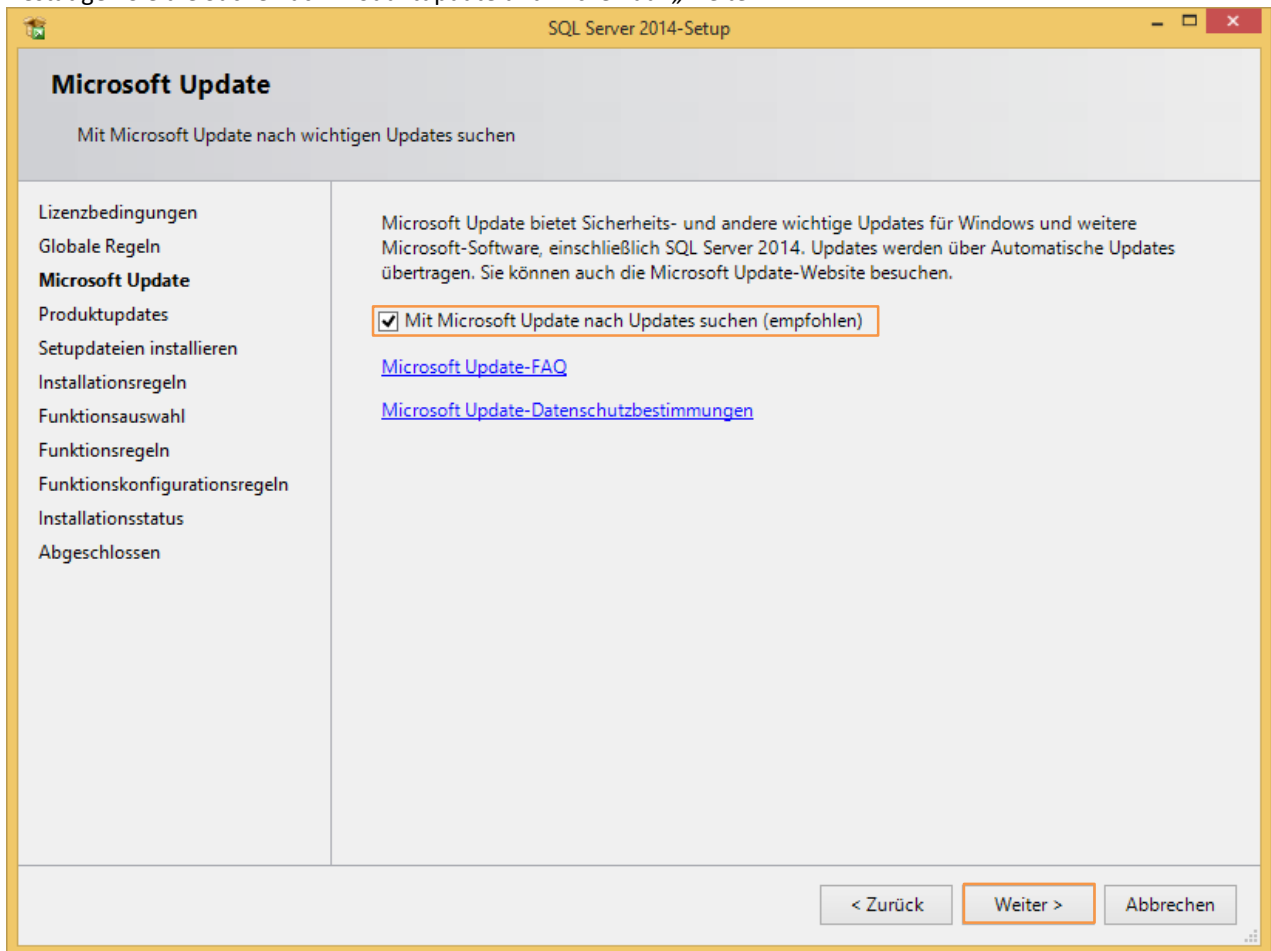 SQL Server 2014-Setup
Microsoft Update
Mit Microsoft Update nach wichtigen Updates suchen
Lizenzbedingungen
Globale Regeln
Microsoft Update
Produktupdates
Setupdateien installieren
Installationsregeln
Funktionsauswahl
Funktionsregeln
Funktionskonfigurationsregeln
Installationsstatus
Abgeschlossen
Microsoft Update bietet Sicherheits- und andere wichtige Updates für Windows und weitere
Microsoft-Software, einschließlich SQL Server 2014. Updates werden über Automatische Updates
übertragen. Sie können auch die Microsoft Update-Website besuchen.
Mit Microsoft Update nach Updates suchen (empfohlen)
Microsoft Update-FAQ
Microsoft Update-Datenschutzbestimmungen
< Zurück
Weiter >
Abbrechen